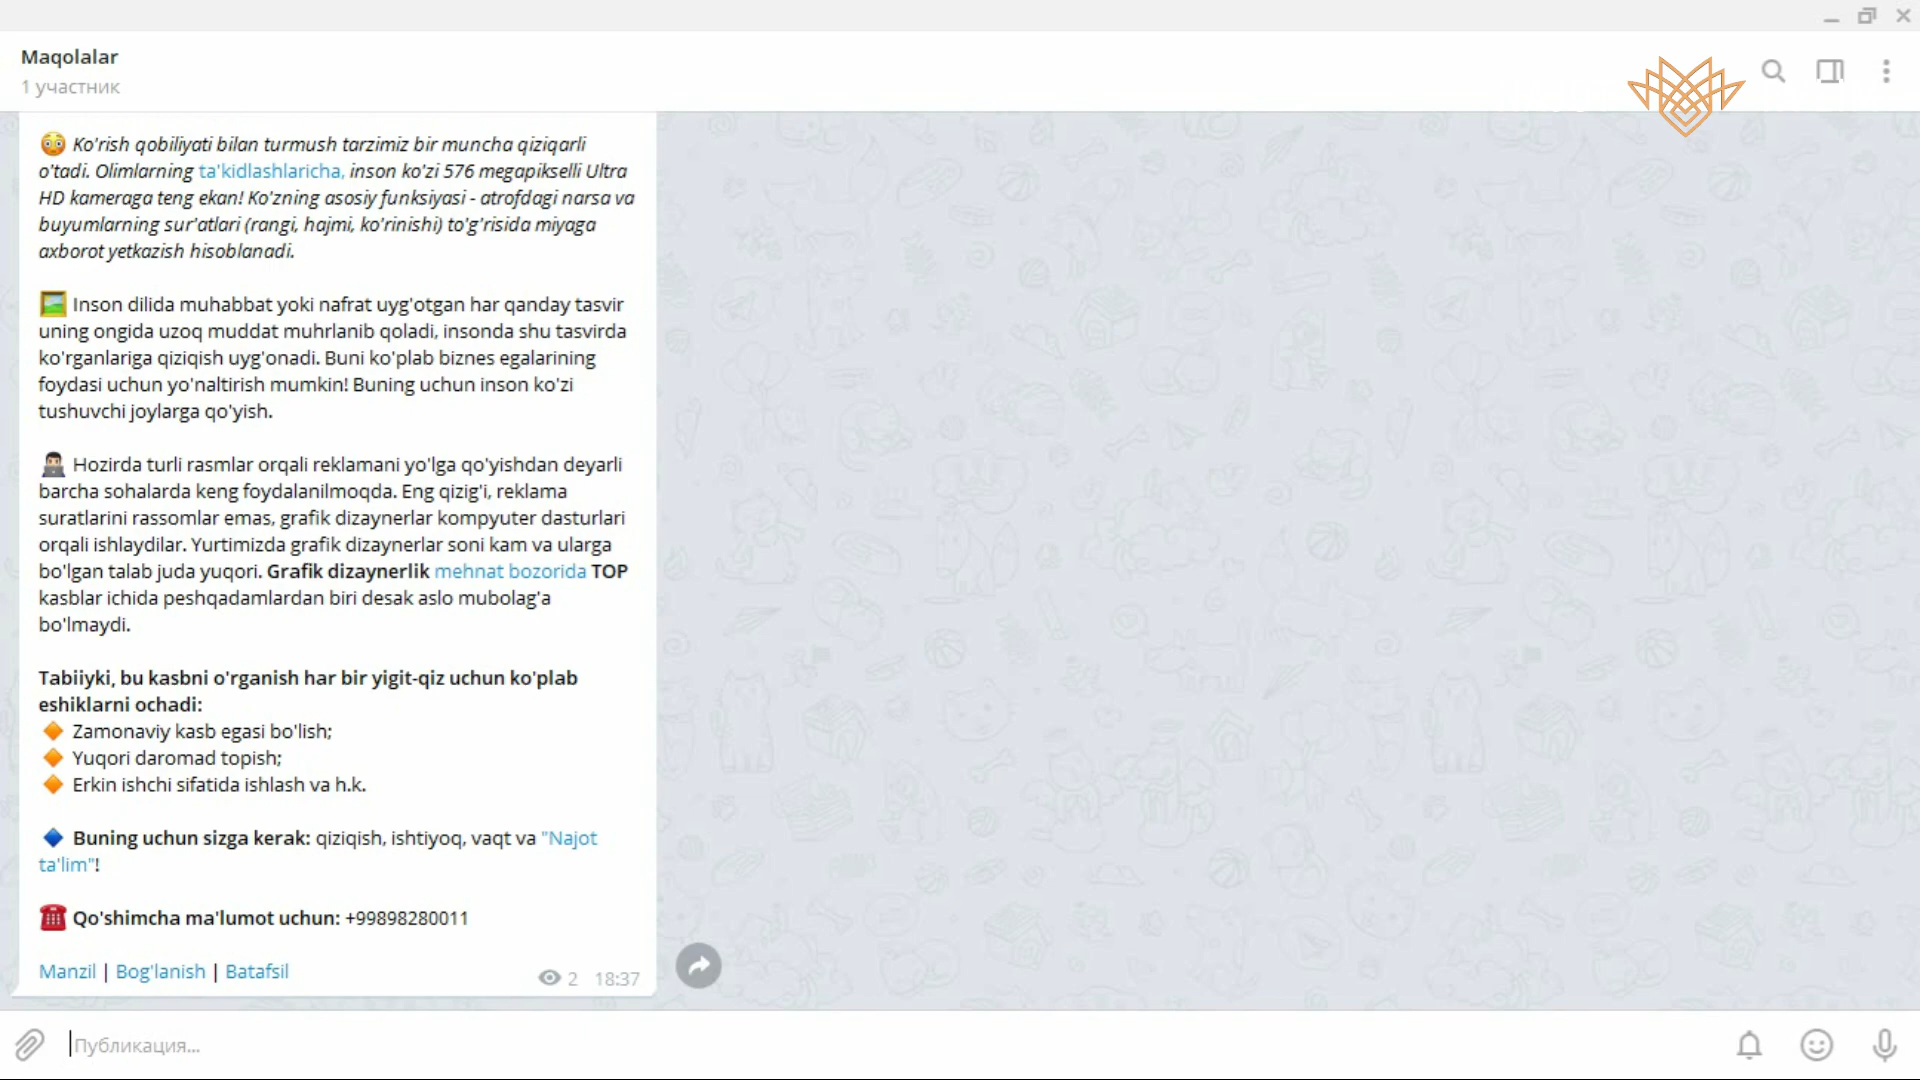 Maqolalar
1 участник
Ko'rish qobiliyati bilan turmush tarzimiz bir muncha qiziqarli
o'tadi. Olimlarning ta'kidlashlaricha, inson ko'zi 576 megapikselli Ultra
HD kameraga teng ekan! Ko'zning asosiy funksiyasi - atrofdagi narsa va
buyumlarning sur'atlari (rangi, hajmi, ko'rinishi) to'g'risida miyaga
axborot yetkazish hisoblanadi.
Inson dilida muhabbat yoki nafrat uyg'otgan har qanday tasvir
uning ongida uzoq muddat muhrlanib qoladi, insonda shu tasvirda
ko'rganlariga qiziqish uyg'onadi. Buni ko'plab biznes egalarining
foydasi uchun yo'naltirish mumkin! Buning uchun inson ko'zi
tushuvchi joylarga qo'yish.
Hozirda turli rasmlar orqali reklamani yo'lga qo'yishdan deyarli
barcha sohalarda keng foydalanilmoqda. Eng qizig'i, reklama
suratlarini rassomlar emas, grafik dizaynerlar kompyuter dasturlari
orqali ishlaydilar. Yurtimizda grafik dizaynerlar soni kam va ularga
bo'lgan talab juda yuqori. Grafik dizaynerlik mehnat bozorida TOP
kasblar ichida peshqadamlardan biri desak aslo mubolag'a
bo'lmaydi.
Tabiiyki, bu kasbni o'rganish har bir yigit-qiz uchun ko'plab
eshiklarni ochadi:
Zamonaviy kasb egasi bo'lish;
Yuqori daromad topish;
Erkin ishchi sifatida ishlash va h.k.
Buning uchun sizga kerak: qiziqish, ishtiyoq, vaqt va "Najot
ta'lim"!
Qo'shimcha ma'lumot uchun: +99898280011
Manzil | Bog'lanish | Batafsil
2 18:37
Публикация...